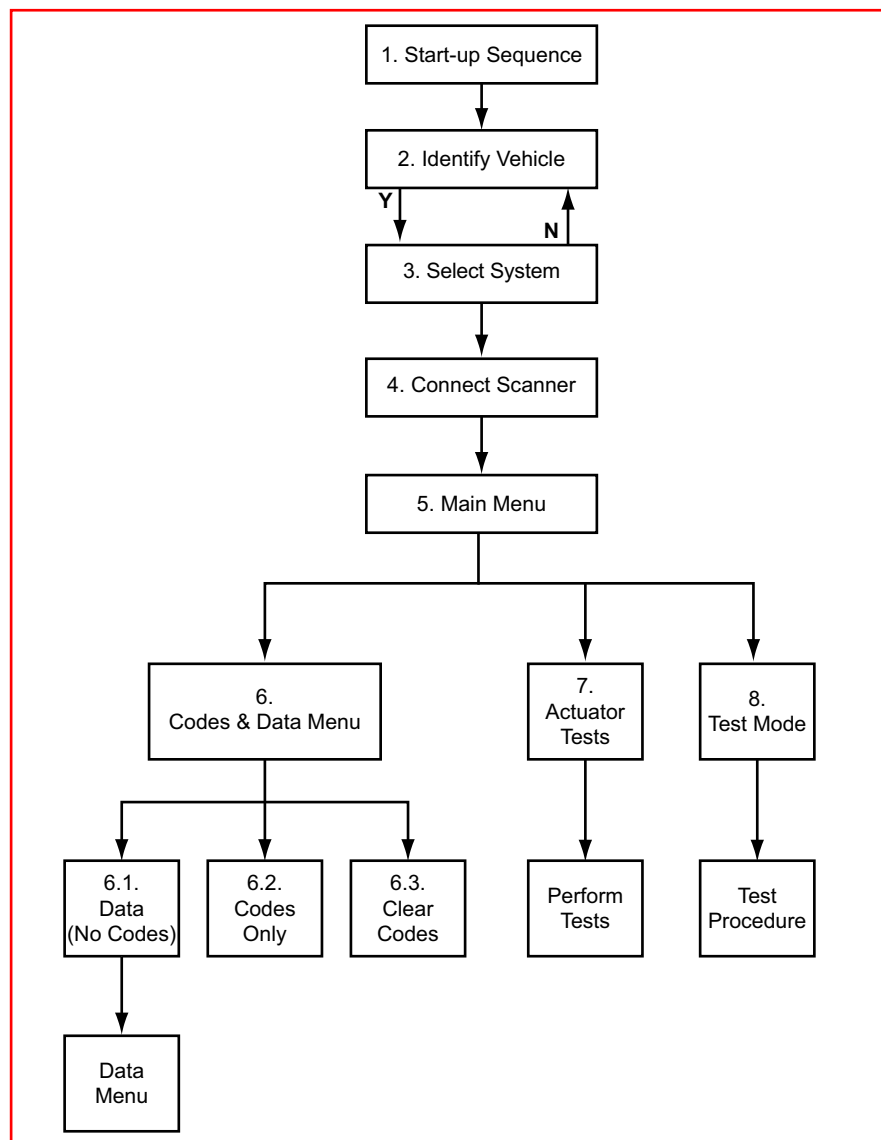 1. Start-up Sequence
2. Identify Vehicle
Y
N
3. Select System
4. Connect Scanner
5. Main Menu
6.
Codes & Data Menu
7.
Actuator
Tests
8.
Test Mode
6.1.
Data
(No Codes)
6.2.
Codes
Only
6.3.
Clear
Codes
Perform
Tests
Test
Procedure
Data
Menu